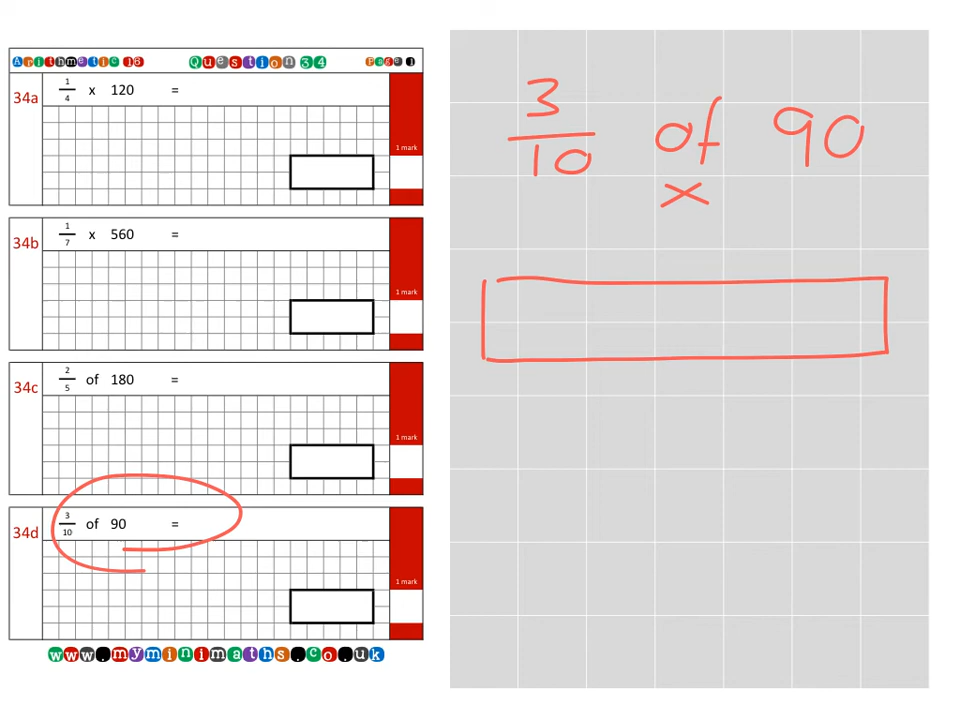 Arithmetic 18 Question 34 Page 1
34a 1/4 x 120 =
1 mark
34b 1/7 x 560 =
1 mark
34c 2/5 of 180 =
1 mark
34d 3/10 of 90 =
1 mark
www.myminimaths.co.uk
3/10 of 90
x